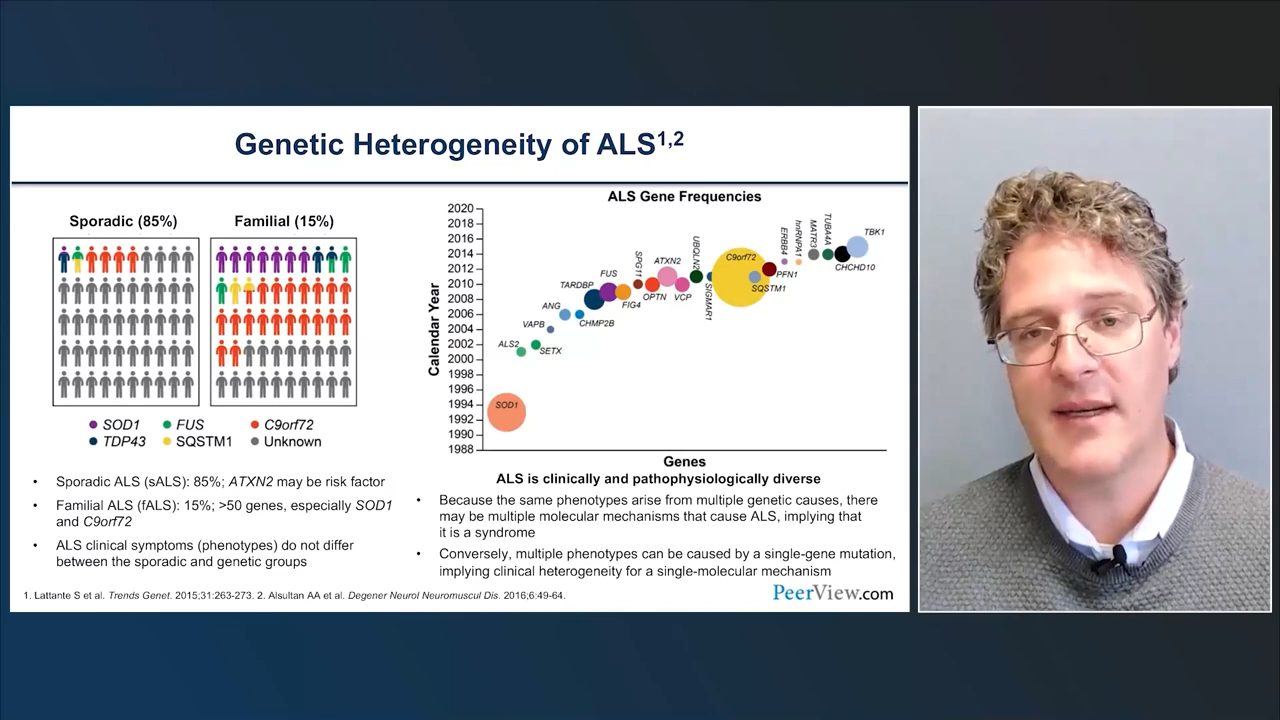 Genetic Heterogeneity of ALS1,2
Sporadic (85%)
Familial (15%)
SOD1
FUS
C9orf72
TDP43
SQSTM1
Unknown
• Sporadic ALS (sALS): 85%; ATXN2 may be risk factor
• Familial ALS (fALS): 15%; >50 genes, especially SOD1
and C9orf72
• ALS clinical symptoms (phenotypes) do not differ
between the sporadic and genetic groups
ALS Gene Frequencies
Calendar Year
2020
2018
2016
2014
2012
2010
2008
2006
2004
2002
2000
1998
1996
1994
1992
1990
1988
SOD1
ALS2
SETX
VAPB
ANG
CHMP2B
TARDBP
FUS
FIG4
SPG11
OPTN
ATXN2
VCP
UBQLN2
SIGMAR1
C9orf72
SQSTM1
PFN1
ERBB4
hnRNPA1
MATR3
TUBA4A
CHCHD10
TBK1
Genes
ALS is clinically and pathophysiologically diverse
• Because the same phenotypes arise from multiple genetic causes, there
may be multiple molecular mechanisms that cause ALS, implying that
it is a syndrome
• Conversely, multiple phenotypes can be caused by a single-gene mutation,
implying clinical heterogeneity for a single-molecular mechanism
1. Lattante S et al. Trends Genet. 2015;31:263-273. 2. Alsultan AA et al. Degener Neurol Neuromuscul Dis. 2016;6:49-64.
PeerView.com